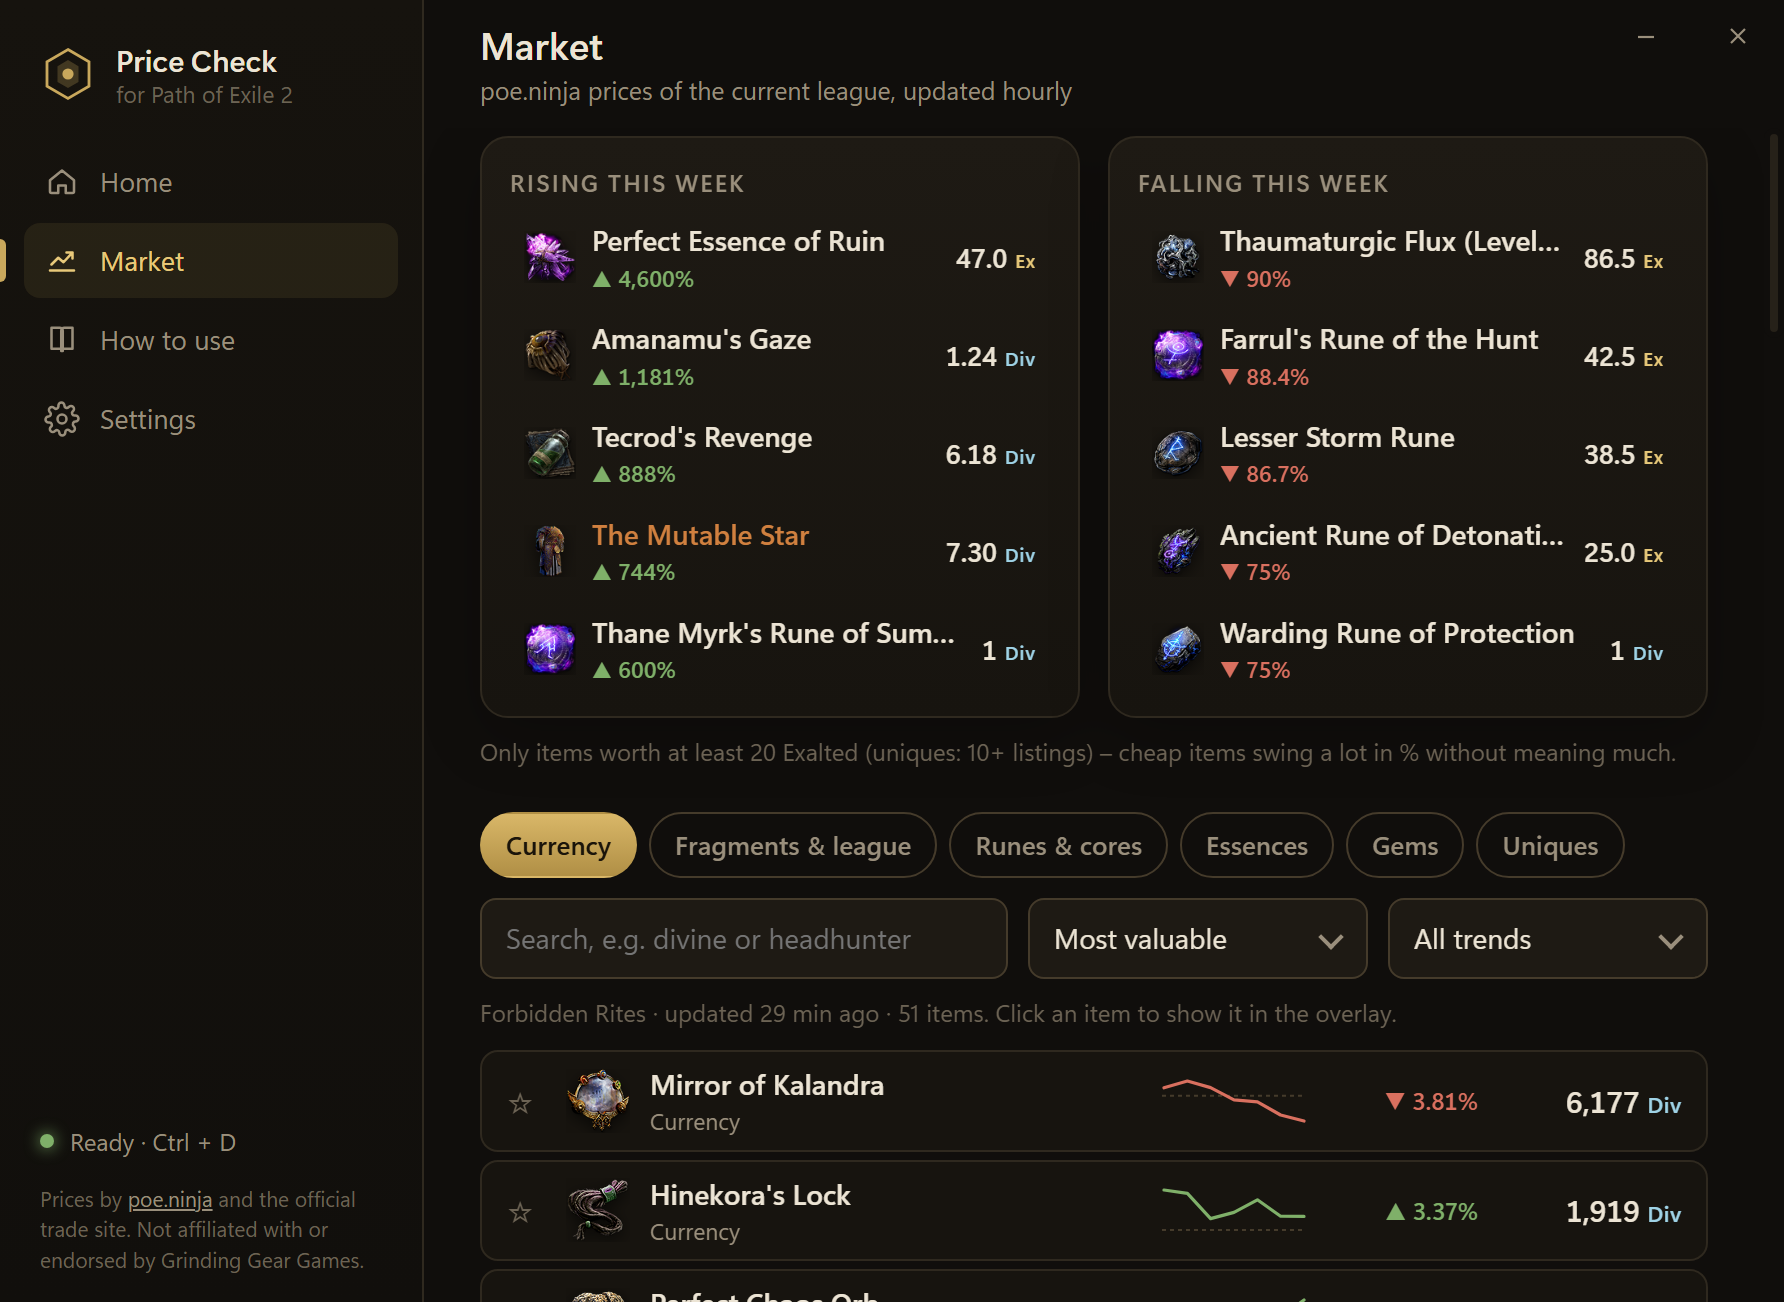 Price Check
for Path of Exile 2
Home
Market
How to use
Settings
Ready · Ctrl + D
Prices by poe.ninja and the official
trade site. Not affiliated with or
endorsed by Grinding Gear Games.
Market
poe.ninja prices of the current league, updated hourly
RISING THIS WEEK
Perfect Essence of Ruin
▲ 4,600%
47.0 Ex
Amanamu's Gaze
▲ 1,181%
1.24 Div
Tecrod's Revenge
▲ 888%
6.18 Div
The Mutable Star
▲ 744%
7.30 Div
Thane Myrk's Rune of Sum...
▲ 600%
1 Div
FALLING THIS WEEK
Thaumaturgic Flux (Level...
▼ 90%
86.5 Ex
Farrul's Rune of the Hunt
▼ 88.4%
42.5 Ex
Lesser Storm Rune
▼ 86.7%
38.5 Ex
Ancient Rune of Detonati...
▼ 75%
25.0 Ex
Warding Rune of Protection
▼ 75%
1 Div
Only items worth at least 20 Exalted (uniques: 10+ listings) – cheap items swing a lot in % without meaning much.
Currency
Fragments & league
Runes & cores
Essences
Gems
Uniques
Search, e.g. divine or headhunter
Most valuable
All trends
Forbidden Rites · updated 29 min ago · 51 items. Click an item to show it in the overlay.
Mirror of Kalandra
Currency
▼ 3.81%
6,177 Div
Hinekora's Lock
Currency
▲ 3.37%
1,919 Div
Perfect Chaos Orb